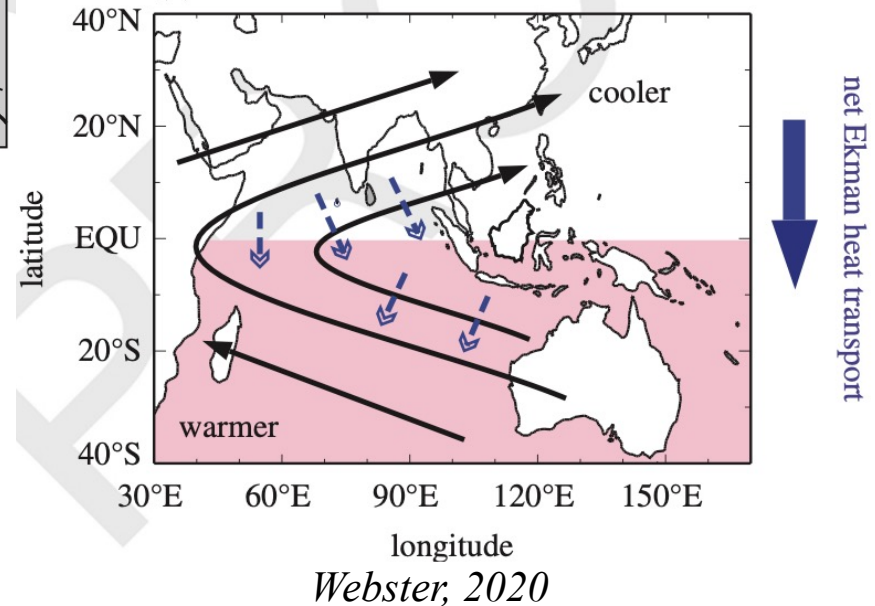 40°N
20°N
EQU
20°S
40°S
latitude
cooler
warmer
30°E 60°E 90°E 120°E 150°E
longitude
net Ekman heat transport
Webster, 2020